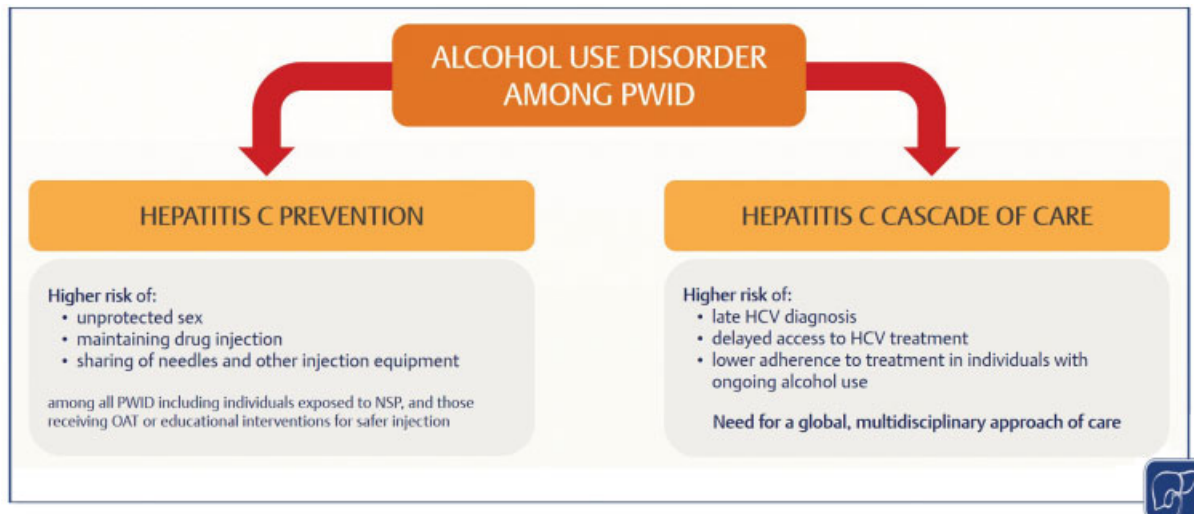 ALCOHOL USE DISORDER
AMONG PWID
HEPATITIS C PREVENTION
Higher risk of:
• unprotected sex
• maintaining drug injection
• sharing of needles and other injection equipment
among all PWID including individuals exposed to NSP, and those
receiving OAT or educational interventions for safer injection
HEPATITIS C CASCADE OF CARE
Higher risk of:
• late HCV diagnosis
• delayed access to HCV treatment
• lower adherence to treatment in individuals with
ongoing alcohol use
Need for a global, multidisciplinary approach of care